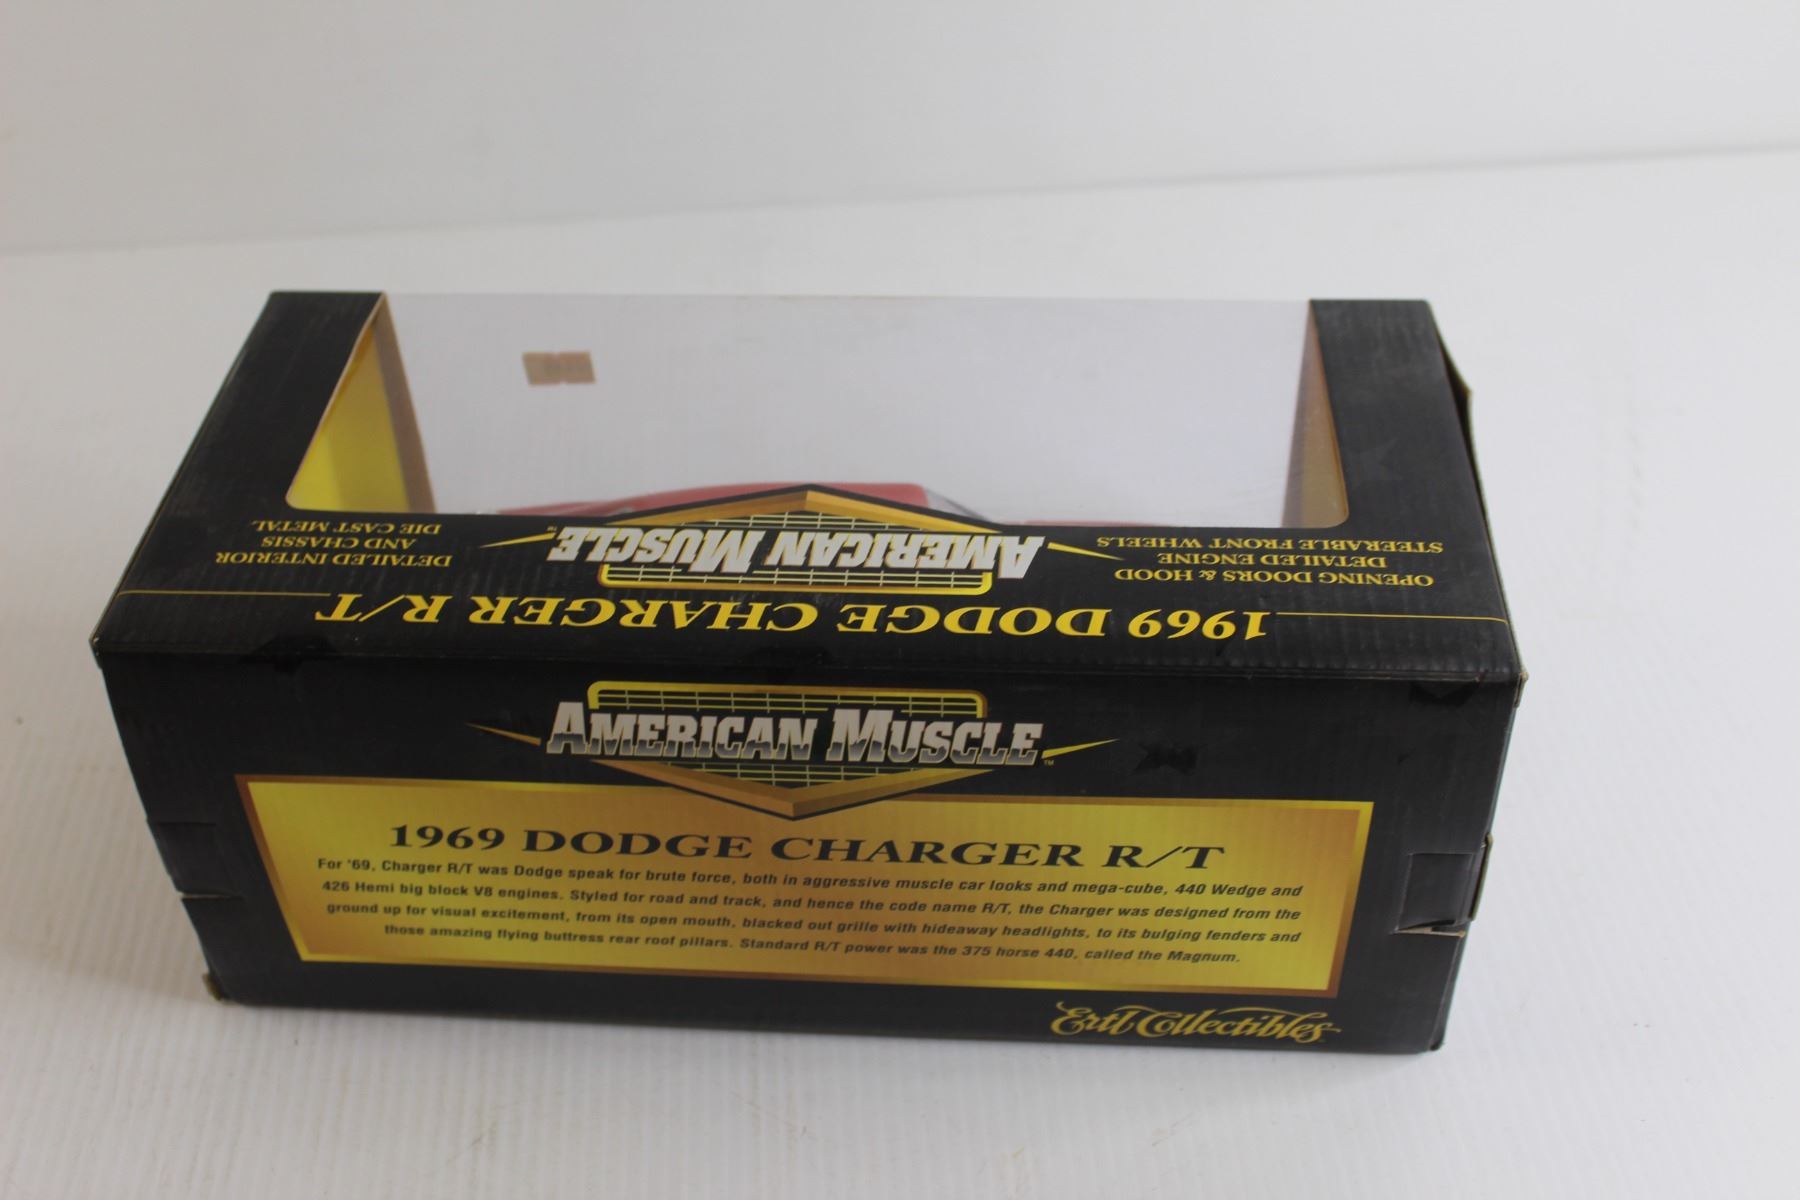 DETAILED INTERIOR
AND CHASSIS
DIE CAST METAL
AMERICAN MUSCLE™
OPENING DOORS & HOOD
DETAILED ENGINE
STEERABLE FRONT WHEELS
1969 DODGE CHARGER R/T
AMERICAN MUSCLE™
1969 DODGE CHARGER R/T
For '69, Charger R/T was Dodge speak for brute force, both in aggressive muscle car looks and mega-cube, 440 Wedge and
426 Hemi big block V8 engines. Styled for road and track, and hence the code name R/T, the Charger was designed from the
ground up for visual excitement, from its open mouth, blacked out grille with hideaway headlights, to its bulging fenders and
those amazing flying buttress rear roof pillars. Standard R/T power was the 375 horse 440, called the Magnum.
Ertl Collectibles